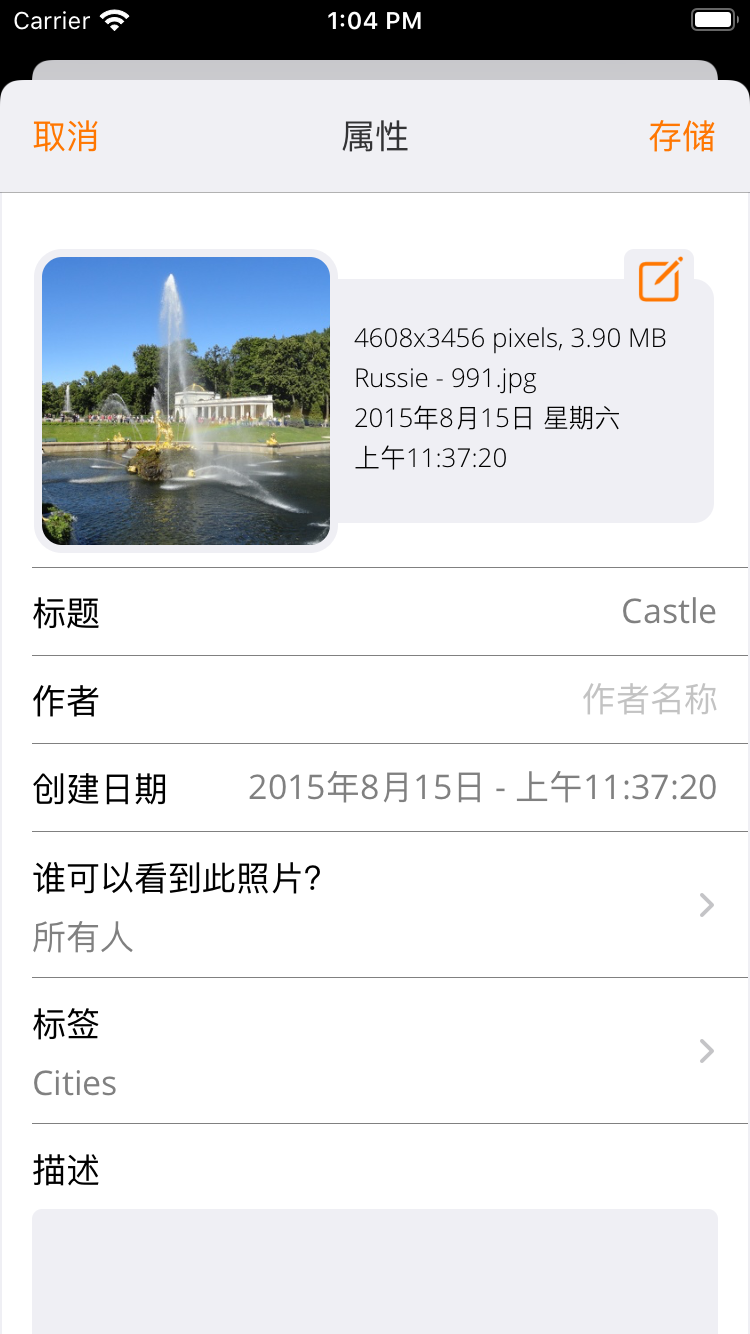 Carrier 1:04 PM
取消 属性 存储
4608x3456 pixels, 3.90 MB
Russie - 991.jpg
2015年8月15日 星期六
上午11:37:20
标题 Castle
作者 作者名称
创建日期 2015年8月15日 - 上午11:37:20
谁可以看到此照片?
所有人
标签
Cities
描述